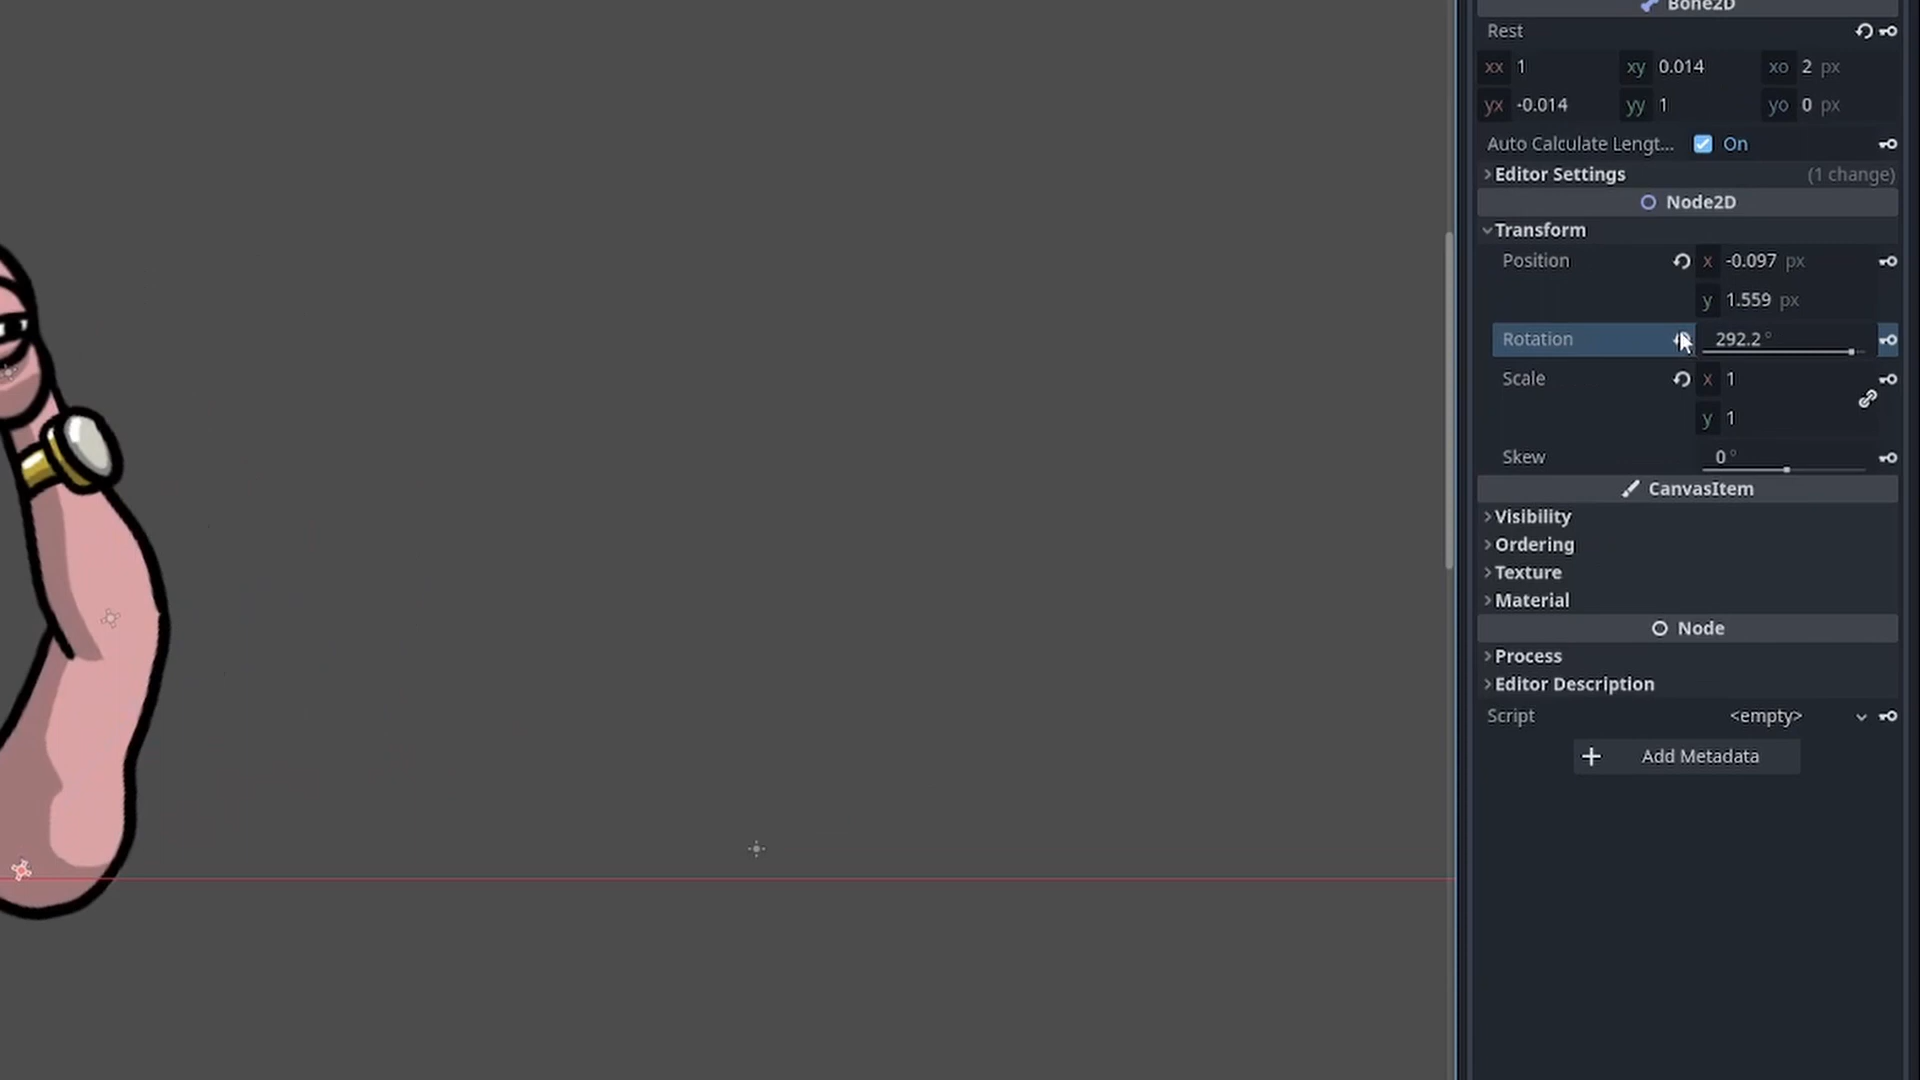 Bone2D
Rest
xx 1 xy 0.014 xo 2 px
yx -0.014 yy 1 yo 0 px
Auto Calculate Lengt... On
Editor Settings (1 change)
Node2D
Transform
Position x -0.097 px
y 1.559 px
Rotation 292.2 °
Scale x 1
y 1
Skew 0 °
CanvasItem
Visibility
Ordering
Texture
Material
Node
Process
Editor Description
Script <empty>
+ Add Metadata